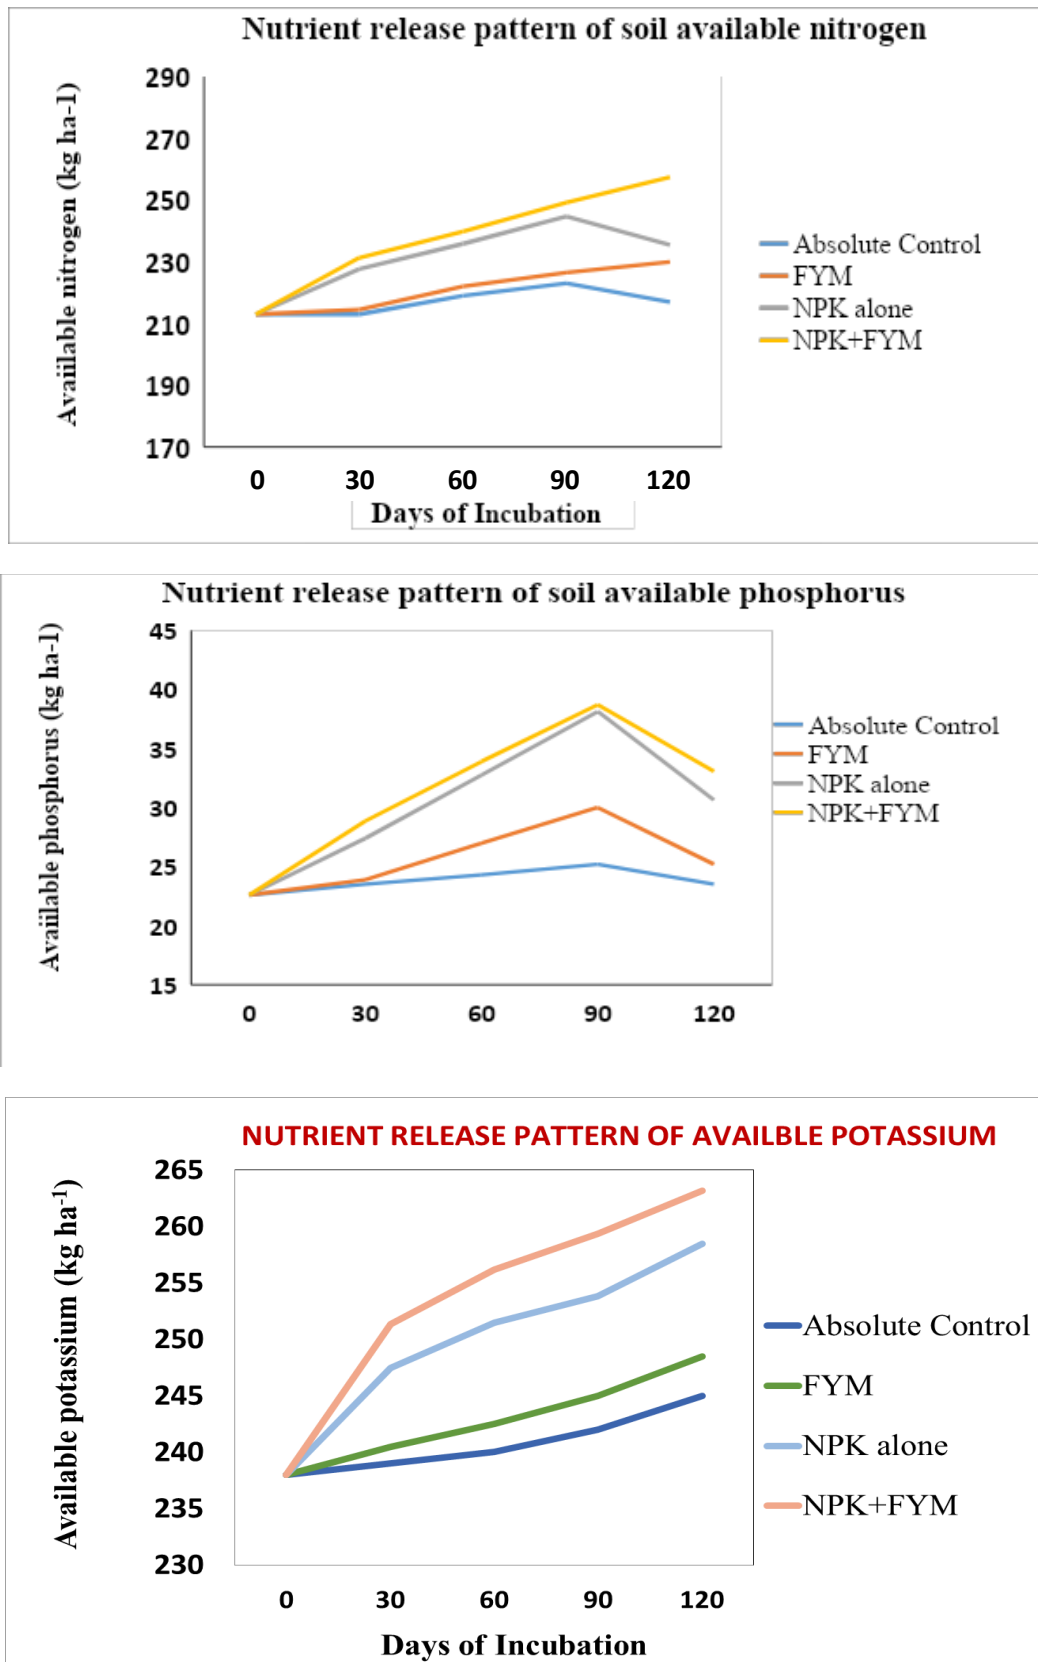 Nutrient release pattern of soil available nitrogen
Avaiilable nitrogen (kg ha-1)
290
270
250
230
210
190
170
0 30 60 90 120
Days of Incubation
Absolute Control
FYM
NPK alone
NPK+FYM
Nutrient release pattern of soil available phosphorus
Avaiilable phosphorus (kg ha-1)
45
40
35
30
25
20
15
0 30 60 90 120
Absolute Control
FYM
NPK alone
NPK+FYM
NUTRIENT RELEASE PATTERN OF AVAILBLE POTASSIUM
Available potassium (kg ha-1)
265
260
255
250
245
240
235
230
0 30 60 90 120
Days of Incubation
Absolute Control
FYM
NPK alone
NPK+FYM